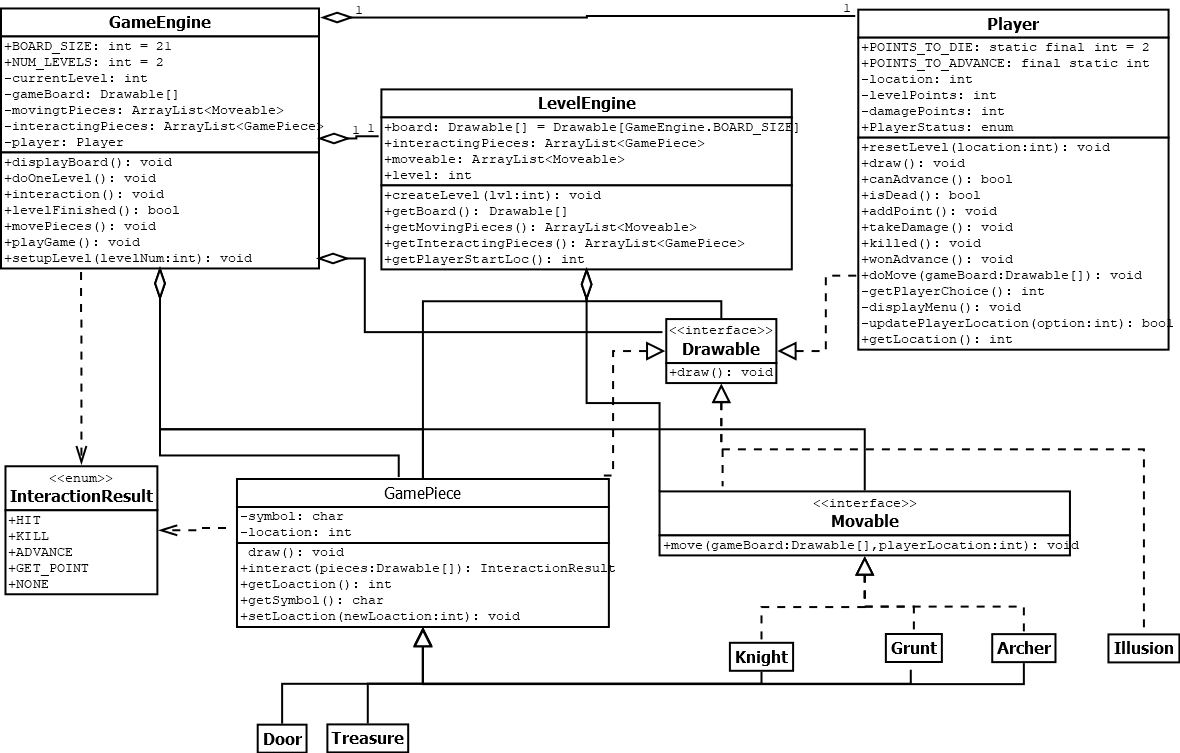 GameEngine
+BOARD_SIZE: int = 21
+NUM_LEVELS: int = 2
-currentLevel: int
-gameBoard: Drawable[]
-movingtPieces: ArrayList<Moveable>
-interactingPieces: ArrayList<GamePiece>
-player: Player
+displayBoard(): void
+doOneLevel(): void
+interaction(): void
+levelFinished(): bool
+movePieces(): void
+playGame(): void
+setupLevel(levelNum:int): void
1
1
1
1
LevelEngine
+board: Drawable[] = Drawable[GameEngine.BOARD_SIZE]
+interactingPieces: ArrayList<GamePiece>
+moveable: ArrayList<Moveable>
+level: int
+createLevel(lvl:int): void
+getBoard(): Drawable[]
+getMovingPieces(): ArrayList<Moveable>
+getInteractingPieces(): ArrayList<GamePiece>
+getPlayerStartLoc(): int
Player
+POINTS_TO_DIE: static final int = 2
+POINTS_TO_ADVANCE: final static int
-location: int
-levelPoints: int
-damagePoints: int
+PlayerStatus: enum
+resetLevel(location:int): void
+draw(): void
+canAdvance(): bool
+isDead(): bool
+addPoint(): void
+takeDamage(): void
+killed(): void
+wonAdvance(): void
+doMove(gameBoard:Drawable[]): void
-getPlayerChoice(): int
-displayMenu(): void
-updatePlayerLocation(option:int): bool
+getLocation(): int
<<interface>>
Drawable
+draw(): void
<<enum>>
InteractionResult
+HIT
+KILL
+ADVANCE
+GET_POINT
+NONE
GamePiece
-symbol: char
-location: int
draw(): void
+interact(pieces:Drawable[]): InteractionResult
+getLoaction(): int
+getSymbol(): char
+setLoaction(newLoaction:int): void
<<interface>>
Movable
+move(gameBoard:Drawable[],playerLocation:int): void
Knight
Grunt
Archer
Illusion
Door
Treasure